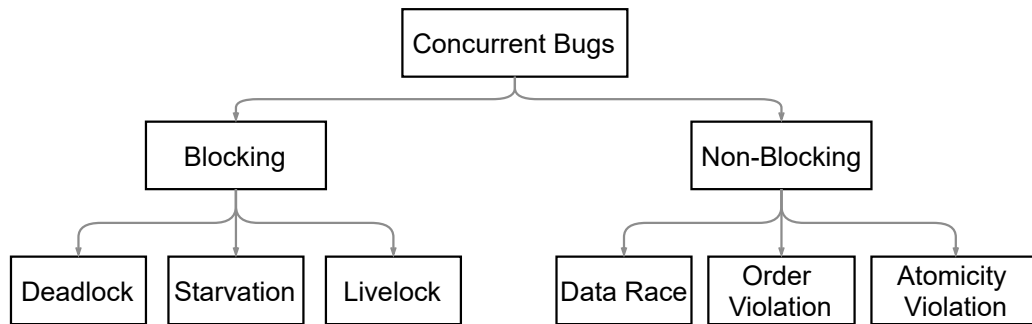 Concurrent Bugs
Blocking
Non-Blocking
Deadlock
Starvation
Livelock
Data Race
Order
Violation
Atomicity
Violation